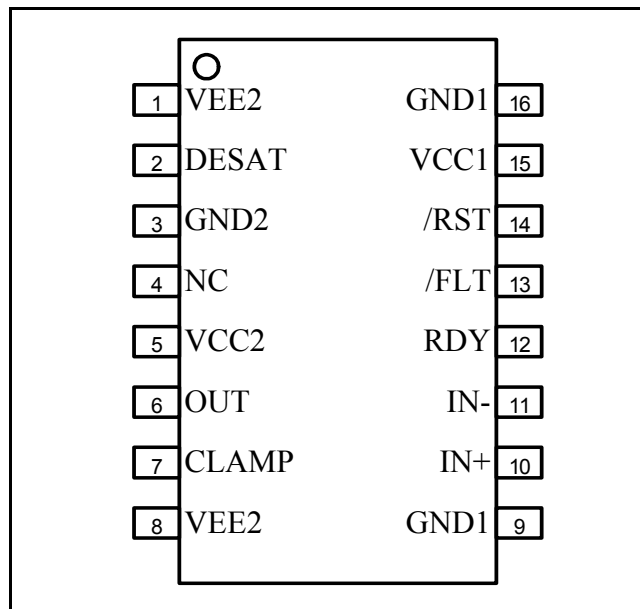 1 VEE2 GND1 16
2 DESAT VCC1 15
3 GND2 /RST 14
4 NC /FLT 13
5 VCC2 RDY 12
6 OUT IN- 11
7 CLAMP IN+ 10
8 VEE2 GND1 9